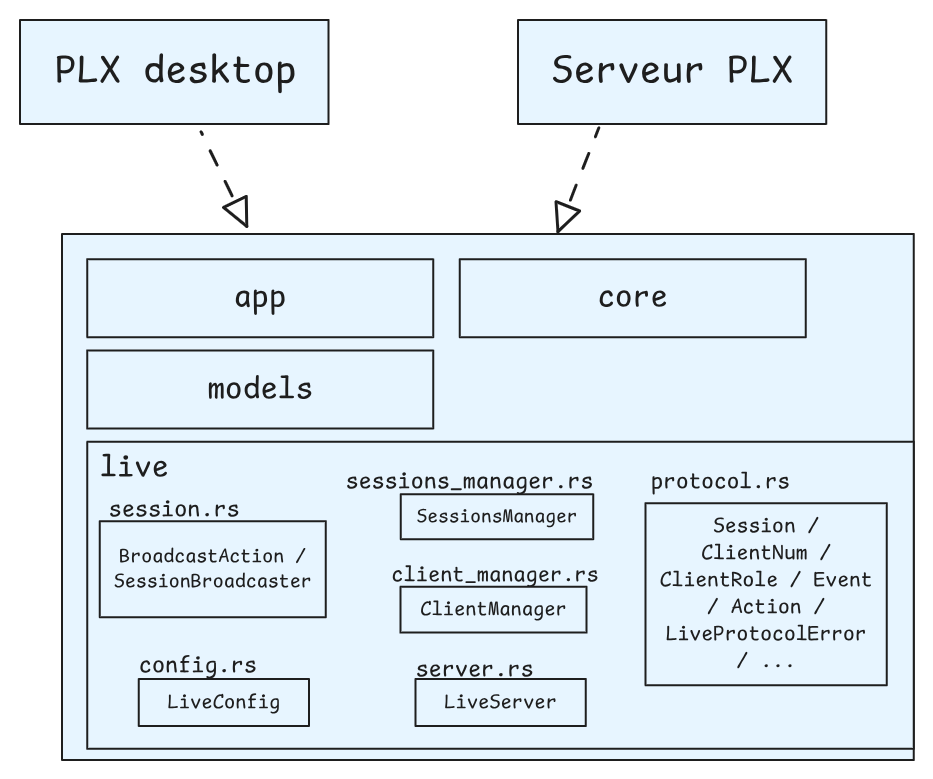 PLX desktop
Serveur PLX
app
core
models
live
session.rs
BroadcastAction /
SessionBroadcaster
sessions_manager.rs
SessionsManager
client_manager.rs
ClientManager
protocol.rs
Session /
ClientNum /
ClientRole / Event
/ Action /
LiveProtocolError
/ ...
config.rs
LiveConfig
server.rs
LiveServer